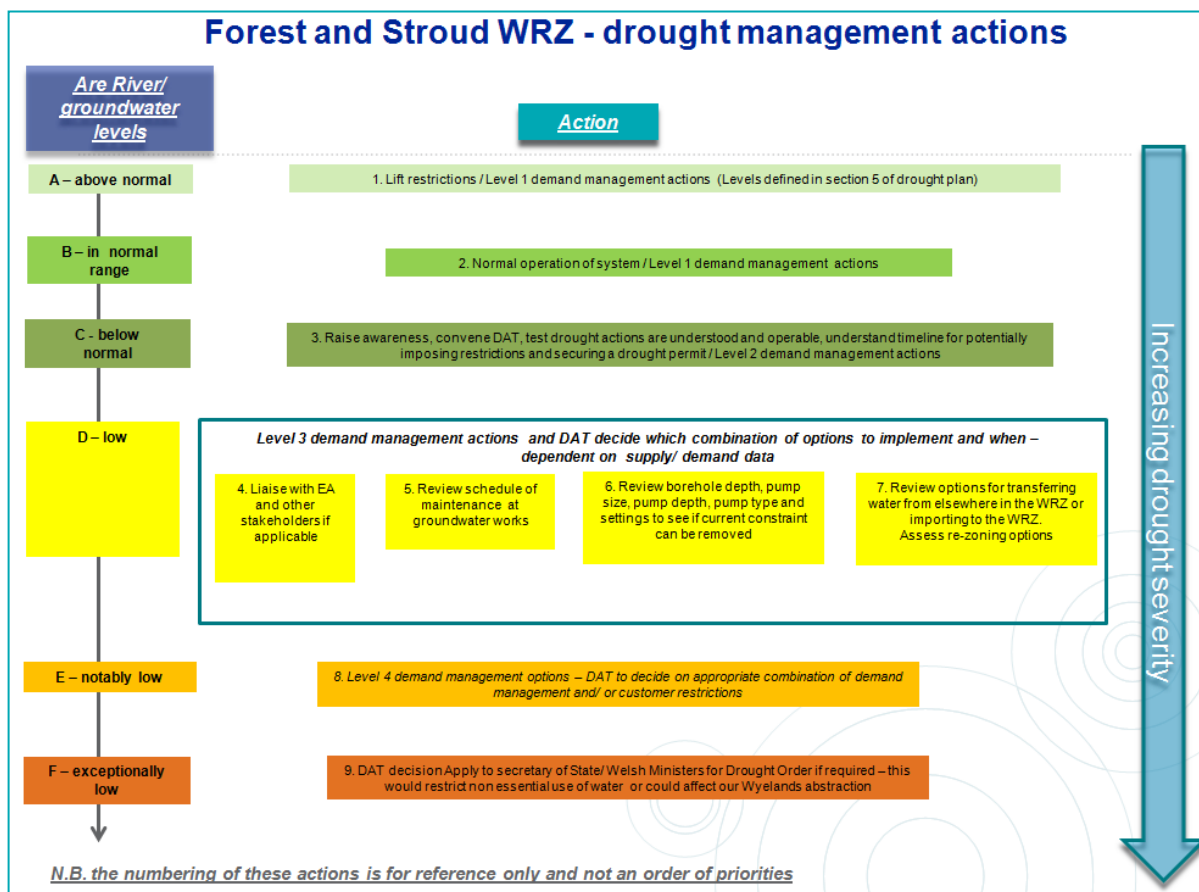 Forest and Stroud WRZ - drought management actions
Are River/
groundwater
levels
Action
A – above normal
1. Lift restrictions / Level 1 demand management actions (Levels defined in section 5 of drought plan)
B – in normal
range
2. Normal operation of system / Level 1 demand management actions
C - below
normal
3. Raise awareness, convene DAT, test drought actions are understood and operable, understand timeline for potentially
imposing restrictions and securing a drought permit / Level 2 demand management actions
D – low
Level 3 demand management actions and DAT decide which combination of options to implement and when –
dependent on supply/ demand data
4. Liaise with EA
and other
stakeholders if
applicable
5. Review schedule of
maintenance at
groundwater works
6. Review borehole depth, pump
size, pump depth, pump type and
settings to see if current constraint
can be removed
7. Review options for transferring
water from elsewhere in the WRZ or
importing to the WRZ.
Assess re-zoning options
E – notably low
8. Level 4 demand management options – DAT to decide on appropriate combination of demand
management and/ or customer restrictions
F – exceptionally
low
9. DAT decision Apply to secretary of State/ Welsh Ministers for Drought Order if required – this
would restrict non essential use of water or could affect our Wyelands abstraction
Increasing drought severity
N.B. the numbering of these actions is for reference only and not an order of priorities